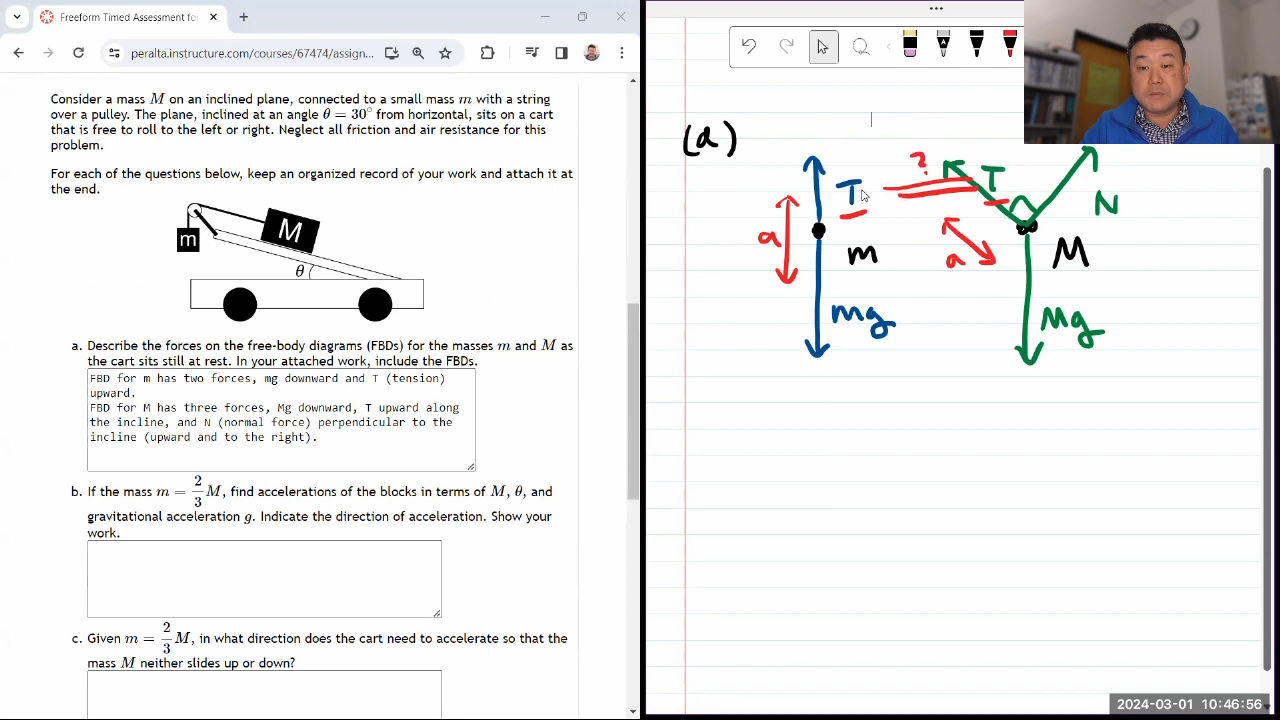 Freeform Timed Assessment for
peralta.instructure.com/courses/
/assign...
Consider a mass M on an inclined plane, connected to a small mass m with a string
over a pulley. The plane, inclined at an angle θ = 30° from horizontal, sits on a cart
that is free to roll to the left or right. Neglect all friction and air resistance for this
problem.
For each of the questions below, keep an organized record of your work and attach it at
the end.
m
M
θ
a. Describe the forces on the free-body diagrams (FBD) for the masses m and M as
the cart sits still at rest. In your attached work, include the FBDs.
FBD for m has two forces, mg downward and T (tension)
upward.
FBD for M has three forces, Mg downward, T upward along
the incline, and N (normal force) perpendicular to the
incline (upward and to the right).
b. If the mass m = 2/3 M, find accelerations of the blocks in terms of M, θ, and
gravitational acceleration g. Indicate the direction of acceleration. Show your
work.
c. Given m = 2/3 M, in what direction does the cart need to accelerate so that the
mass M neither slides up or down?
(a)
T
?
T
N
a
m
a
M
mg
Mg
2024-03-01 10:46:56